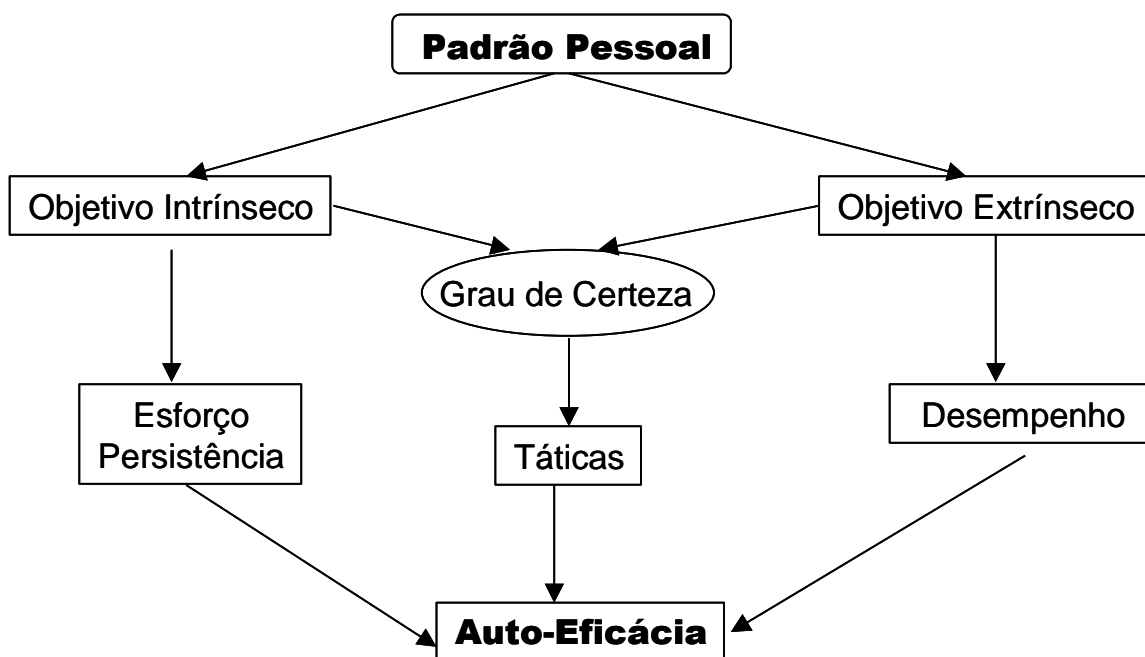 Padrão Pessoal
Objetivo Intrínseco
Objetivo Extrínseco
Grau de Certeza
Esforço
Persistência
Táticas
Desempenho
Auto-Eficácia